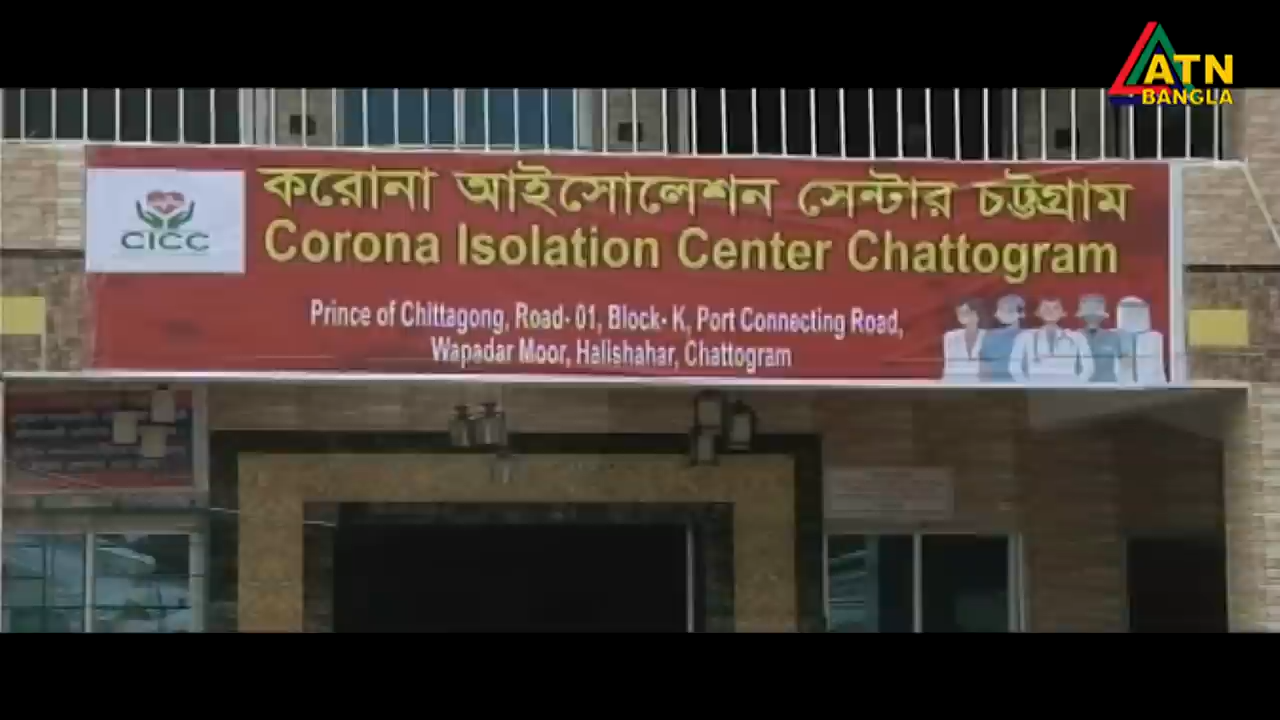 ATN
BANGLA
করোনা আইসোলেশন সেন্টার চট্টগ্রাম
CICC
Corona Isolation Center Chattogram
Prince of Chittagong, Road- 01, Block- K, Port Connecting Road,
Wapadar Moor, Halishahar, Chattogram